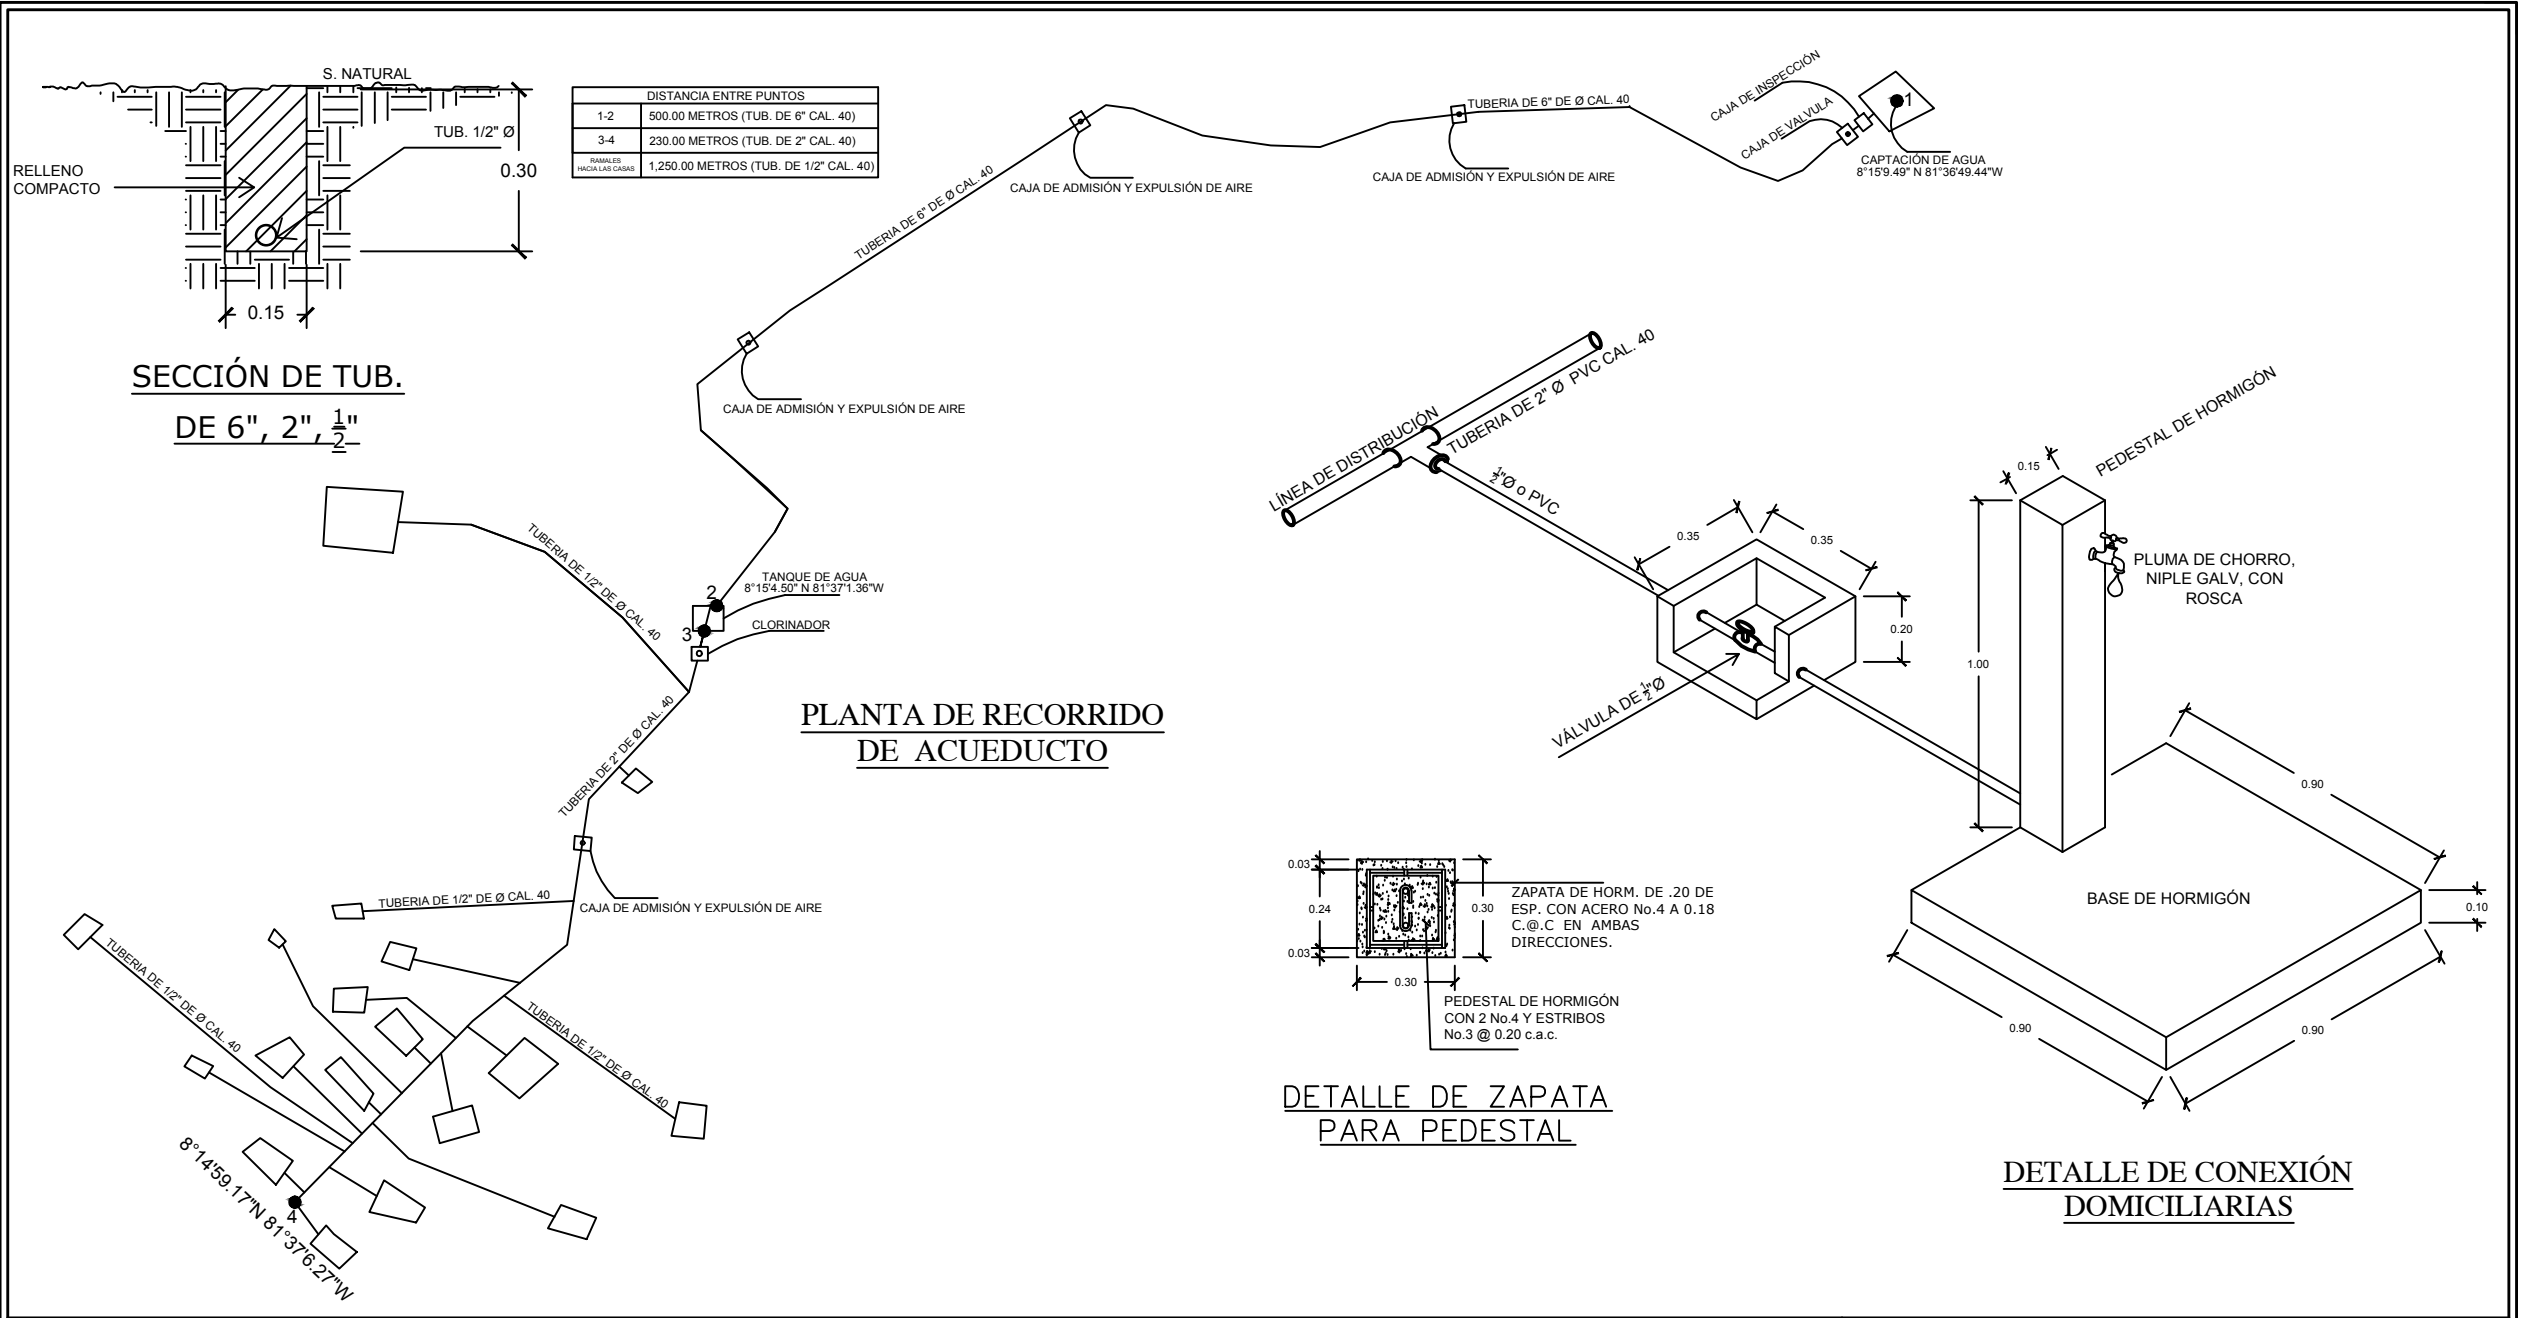 S. NATURAL
TUB. 1/2" Ø
0.30
RELLENO
COMPACTO
0.15
SECCIÓN DE TUB.
DE 6", 2", 1/2"
DISTANCIA ENTRE PUNTOS
1-2 500.00 METROS (TUB. DE 6" CAL. 40)
3-4 230.00 METROS (TUB. DE 2" CAL. 40)
RAMALES
HACIA LAS CASAS
1,250.00 METROS (TUB. DE 1/2" CAL. 40)
TUBERIA DE 6" DE Ø CAL. 40
CAJA DE ADMISIÓN Y EXPULSIÓN DE AIRE
CAJA DE ADMISIÓN Y EXPULSIÓN DE AIRE
TUBERIA DE 6" DE Ø CAL. 40
CAJA DE INSPECCIÓN
CAJA DE VALVULA
1
CAPTACIÓN DE AGUA
8°15'9.49" N 81°36'49.44"W
CAJA DE ADMISIÓN Y EXPULSIÓN DE AIRE
TUBERIA DE 1/2" DE Ø CAL. 40
2
TANQUE DE AGUA
8°15'4.50" N 81°37'1.36"W
3
CLORINADOR
TUBERIA DE 2" DE Ø CAL. 40
PLANTA DE RECORRIDO
DE ACUEDUCTO
TUBERIA DE 1/2" DE Ø CAL. 40
CAJA DE ADMISIÓN Y EXPULSIÓN DE AIRE
TUBERIA DE 1/2" DE Ø CAL. 40
TUBERIA DE 1/2" DE Ø CAL. 40
4
8°14'59.17"N 81°37'6.27"W
LÍNEA DE DISTRIBUCIÓN
TUBERIA DE 2" Ø PVC CAL. 40
1/2"Ø o PVC
0.35
0.35
0.20
VÁLVULA DE 1/2"Ø
0.15
PEDESTAL DE HORMIGÓN
PLUMA DE CHORRO,
NIPLE GALV, CON
ROSCA
1.00
0.90
BASE DE HORMIGÓN
0.10
0.90
0.90
0.03
0.24
0.03
0.30
0.30
ZAPATA DE HORM. DE .20 DE
ESP. CON ACERO No.4 A 0.18
C.@.C EN AMBAS
DIRECCIONES.
PEDESTAL DE HORMIGÓN
CON 2 No.4 Y ESTRIBOS
No.3 @ 0.20 c.a.c.
DETALLE DE ZAPATA
PARA PEDESTAL
DETALLE DE CONEXIÓN
DOMICILIARIAS